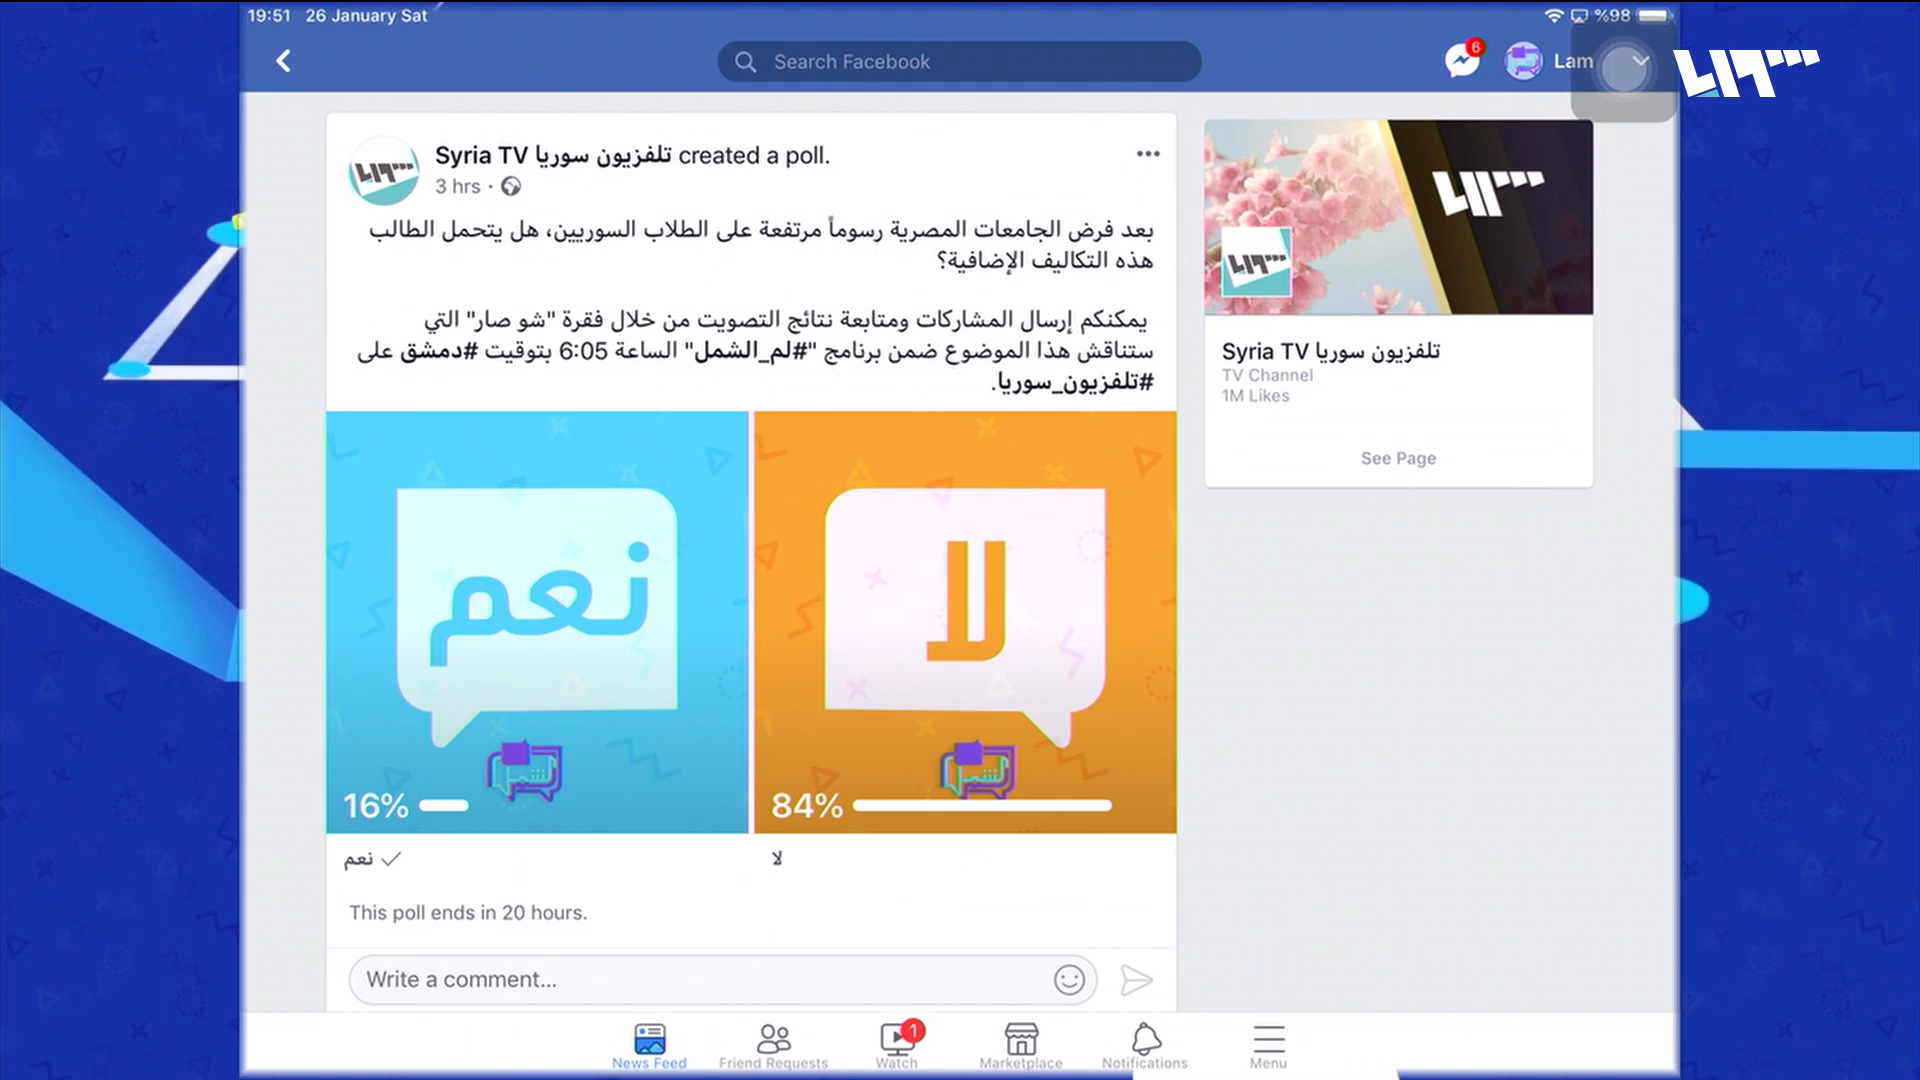 19:51 26 January Sat
%98
Search Facebook
6
Lam
Syria TV تلفزيون سوريا created a poll.
3 hrs ·
بعد فرض الجامعات المصرية رسوماً مرتفعة على الطلاب السوريين، هل يتحمل الطالب
هذه التكاليف الإضافية؟
يمكنكم إرسال المشاركات ومتابعة نتائج التصويت من خلال فقرة "شو صار" التي
ستناقش هذا الموضوع ضمن برنامج "#لم_الشمل" الساعة 6:05 بتوقيت #دمشق على
#تلفزيون_سوريا.
نعم
16%
لا
84%
نعم
لا
This poll ends in 20 hours.
Write a comment...
Syria TV تلفزيون سوريا
TV Channel
1M Likes
See Page
News Feed
Friend Requests
1
Watch
Marketplace
Notifications
Menu